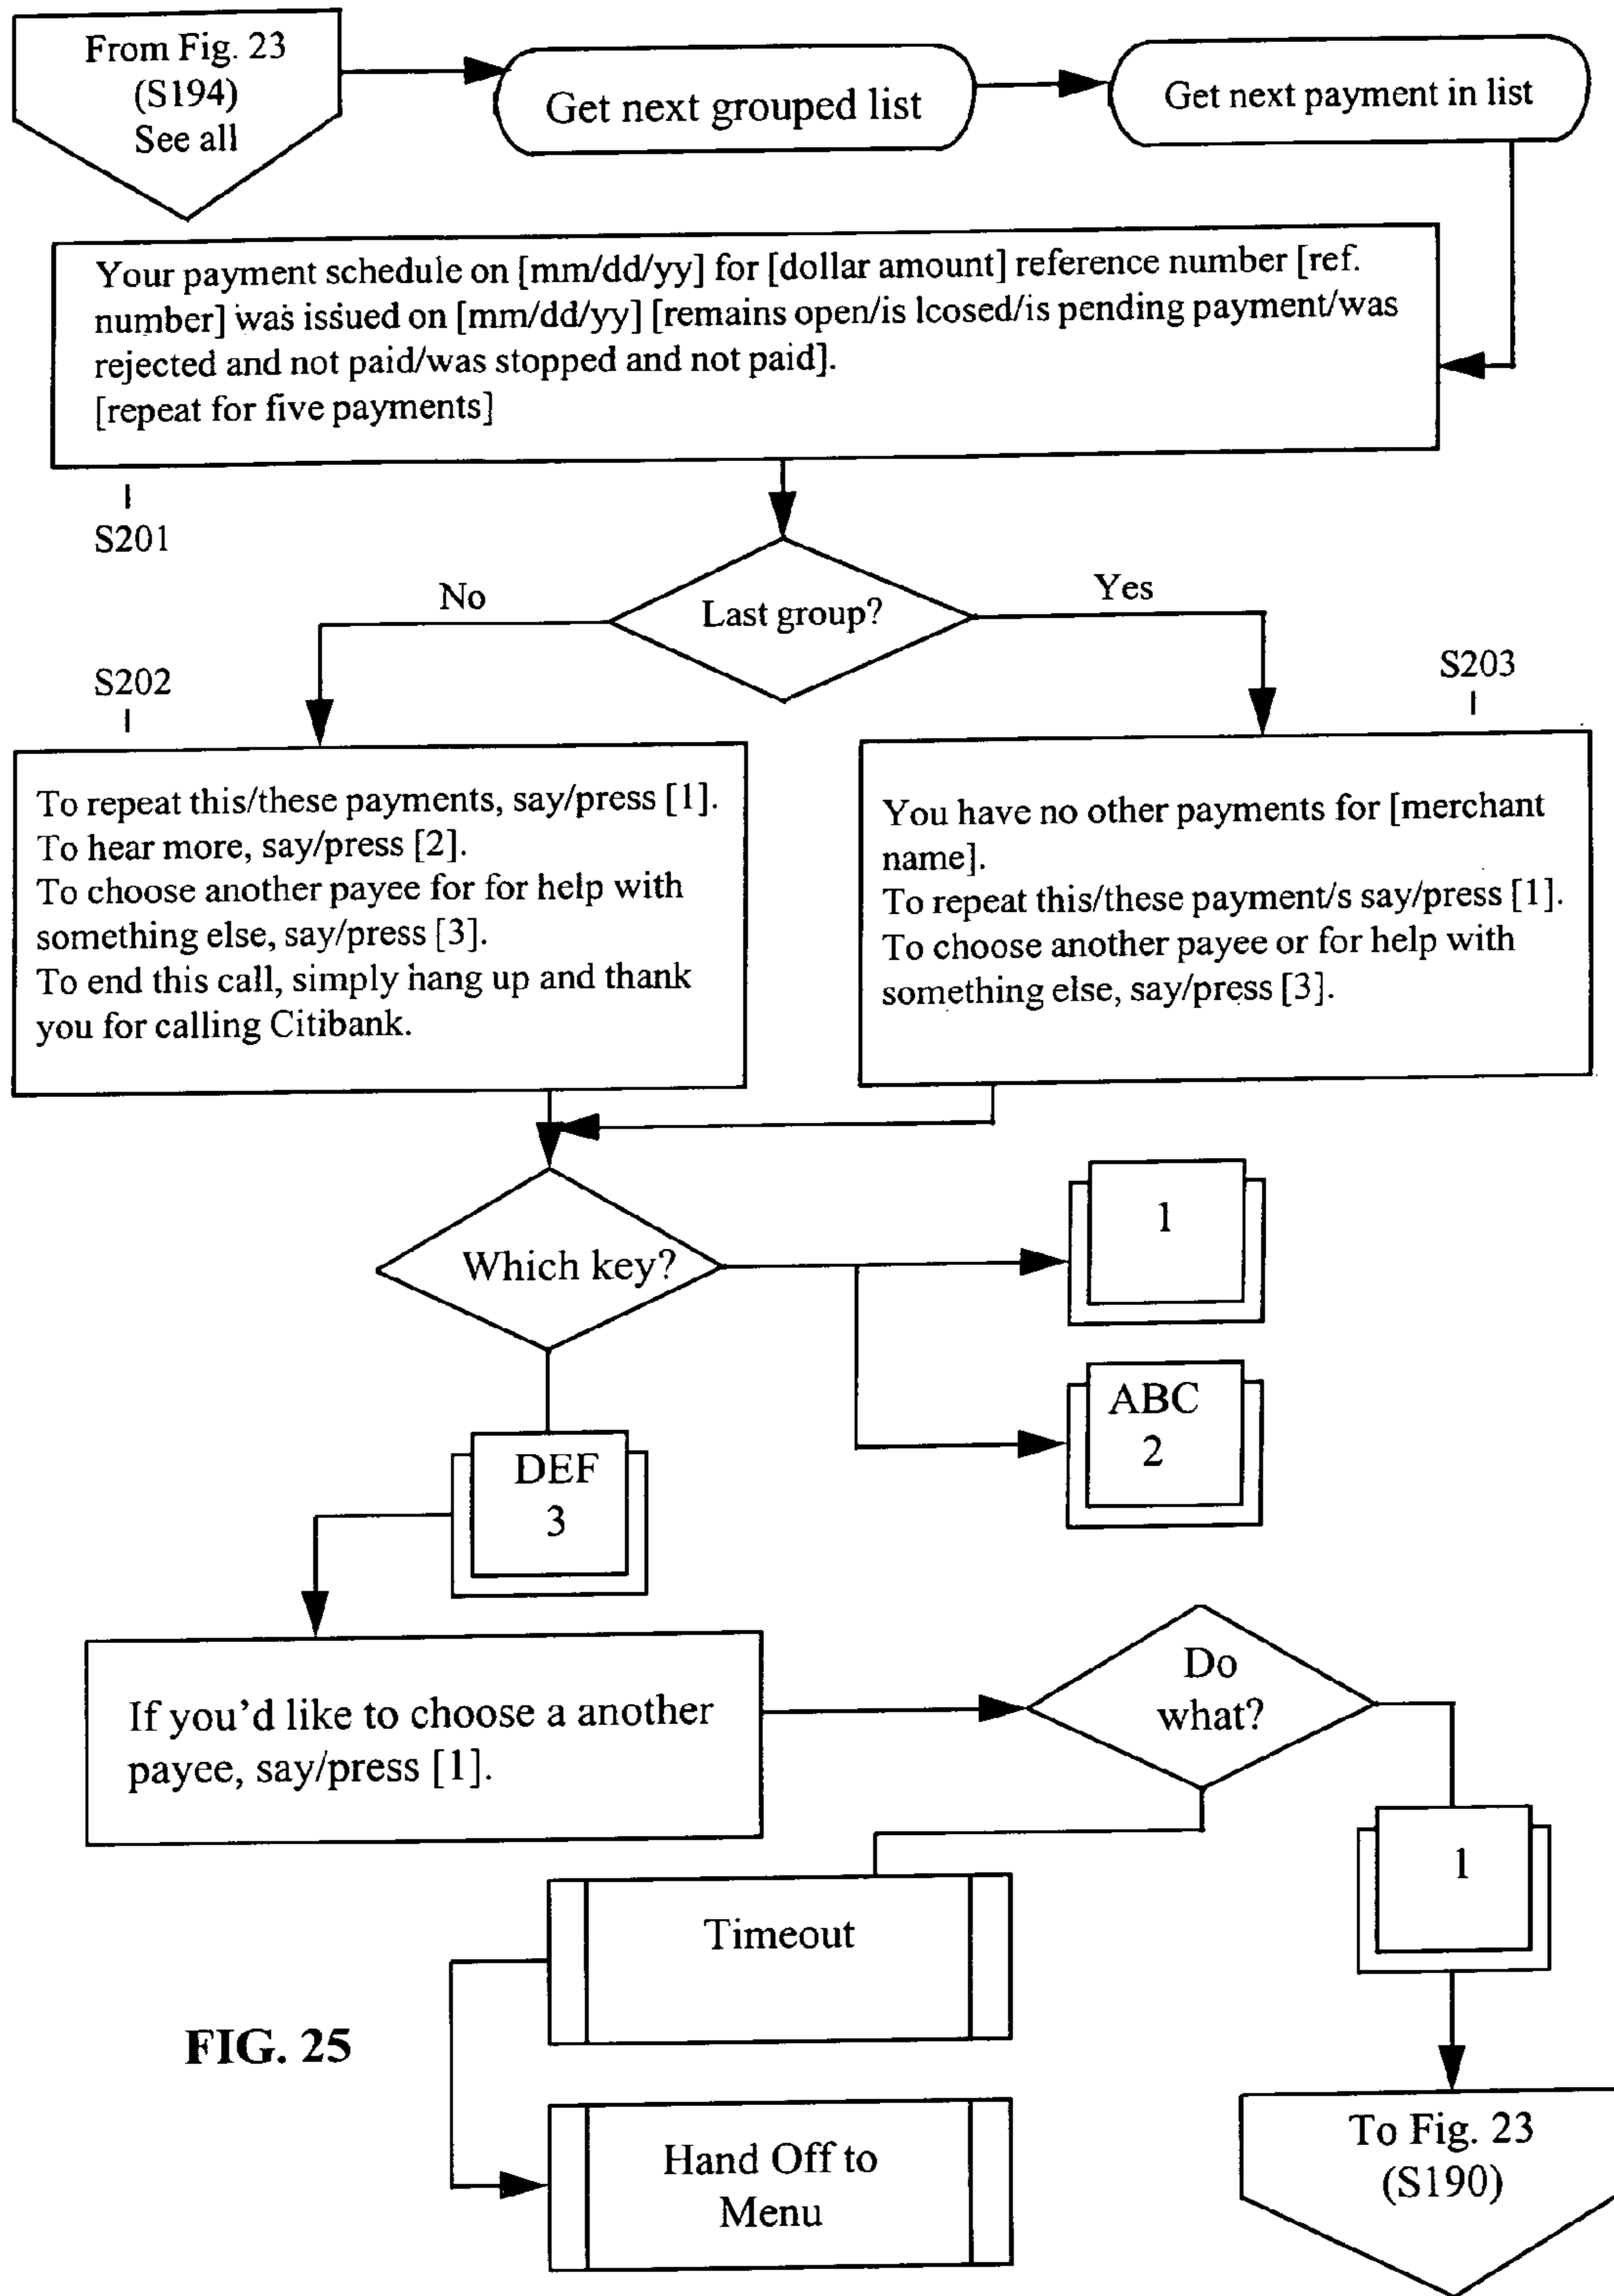 From Fig. 23
(S194)
See all
Get next grouped list
Get next payment in list
Your payment schedule on [mm/dd/yy] for [dollar amount] reference number [ref.
number] was issued on [mm/dd/yy] [remains open/is lcosed/is pending payment/was
rejected and not paid/was stopped and not paid].
[repeat for five payments]
S201
Last group?
No
Yes
S202
S203
To repeat this/these payments, say/press [1].
To hear more, say/press [2].
To choose another payee for for help with
something else, say/press [3].
To end this call, simply hang up and thank
you for calling Citibank.
You have no other payments for [merchant
name].
To repeat this/these payment/s say/press [1].
To choose another payee or for help with
something else, say/press [3].
Which key?
1
ABC
2
DEF
3
If you'd like to choose a another
payee, say/press [1].
Do
what?
1
Timeout
FIG. 25
Hand Off to
Menu
To Fig. 23
(S190)